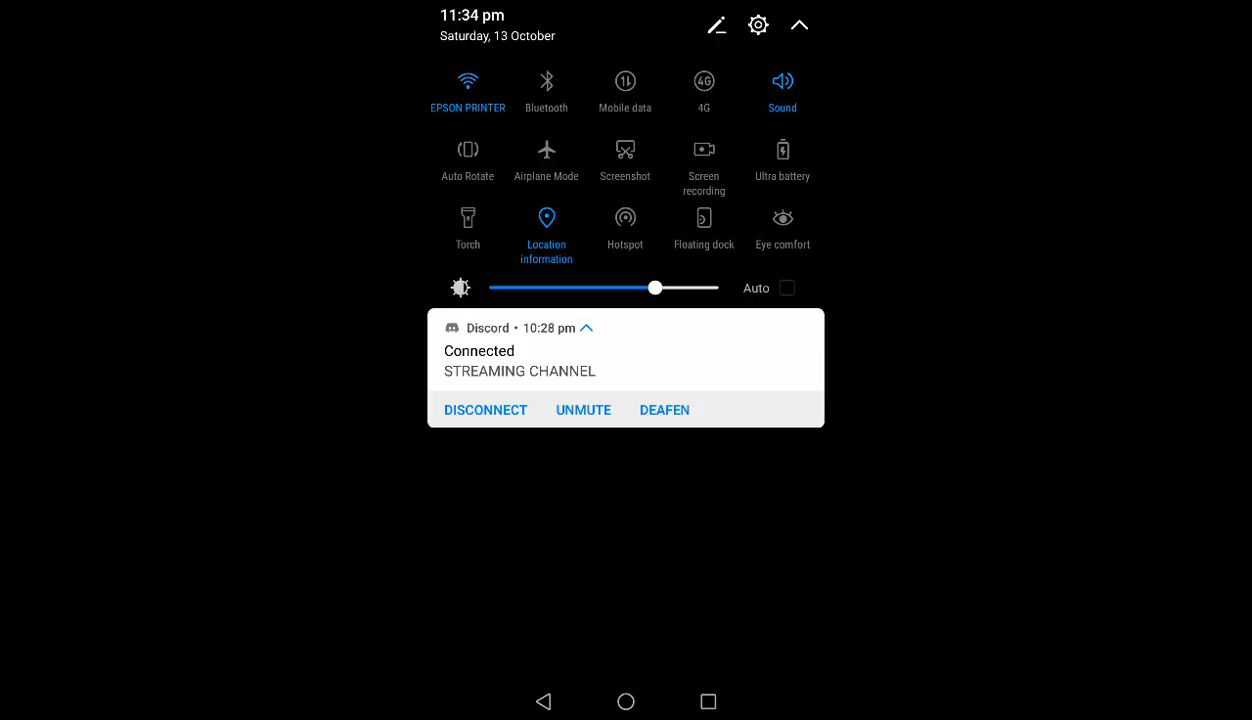 11:34 pm
Saturday, 13 October
EPSON PRINTER
Bluetooth
Mobile data
4G
4G
Sound
Auto Rotate
Airplane Mode
Screenshot
Screen
recording
Ultra battery
Torch
Location
information
Hotspot
Floating dock
Eye comfort
Auto
Discord • 10:28 pm
Connected
STREAMING CHANNEL
DISCONNECT UNMUTE DEAFEN